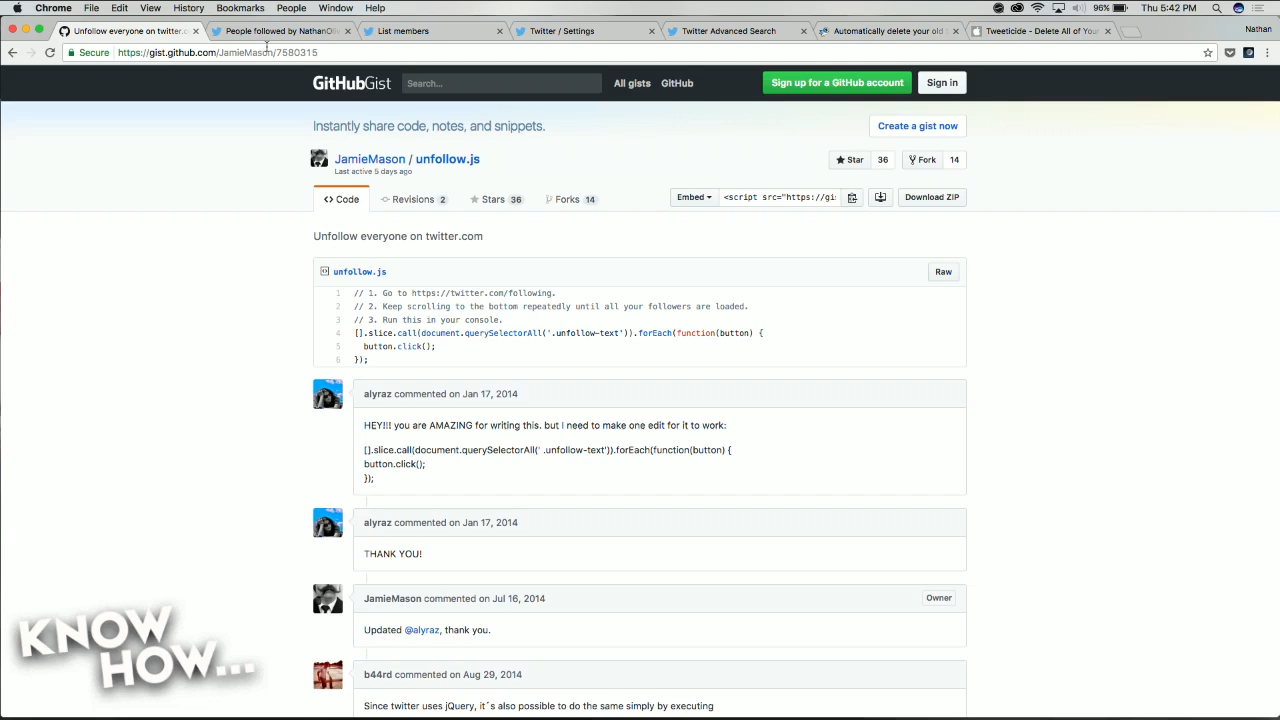 Chrome File Edit View History Bookmarks People Window Help 96% Thu 5:42 PM
Unfollow everyone on twitter.c People followed by NathanO List members Twitter / Settings Twitter Advanced Search Automatically delete your old Tweeticide - Delete All of You Nathan
Secure https://gist.github.com/JamieMason/7580315
GitHubGist Search... All gists GitHub Sign up for a GitHub account Sign in
Instantly share code, notes, and snippets. Create a gist now
JamieMason / unfollow.js Star 36 Fork 14
Last active 5 days ago
Code Revisions 2 Stars 36 Forks 14 Embed <script src="https://gi Download ZIP
Unfollow everyone on twitter.com
unfollow.js Raw
1 // 1. Go to https://twitter.com/following.
2 // 2. Keep scrolling to the bottom repeatedly until all your followers are loaded.
3 // 3. Run this in your console.
4 [].slice.call(document.querySelectorAll('.unfollow-text')).forEach(function(button) {
5 button.click();
6 });
alyraz commented on Jan 17, 2014
HEY!!! you are AMAZING for writing this. but I need to make one edit for it to work:
[].slice.call(document.querySelectorAll(' .unfollow-text')).forEach(function(button) {
button.click();
});
alyraz commented on Jan 17, 2014
THANK YOU!
JamieMason commented on Jul 16, 2014 Owner
Updated @alyraz, thank you.
b44rd commented on Aug 29, 2014
Since twitter uses jQuery, it´s also possible to do the same simply by executing
KNOW
HOW...